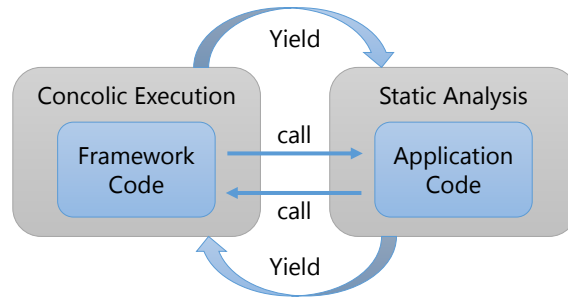 Yield
Concolic Execution
Static Analysis
Framework
Code
call
Application
Code
call
Yield